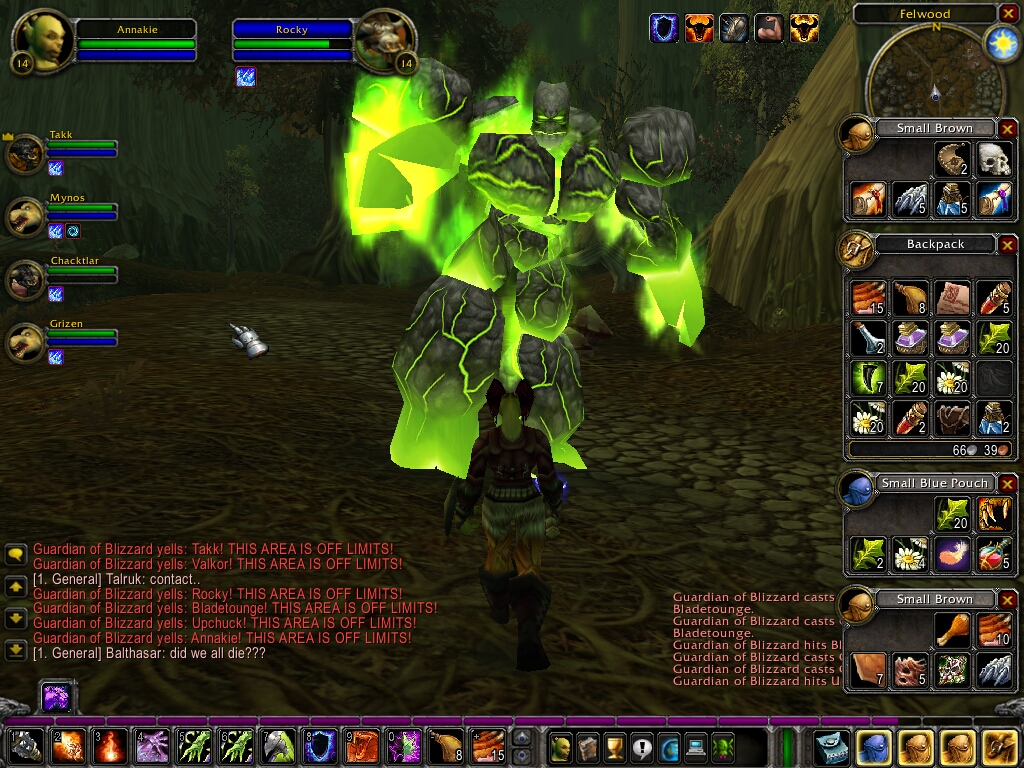 Annakie
14
Rocky
14
Felwood
N
Takk
Mynos
Chacktlar
Grizen
Small Brown
2
5
5
Backpack
15
8
5
2
20
7
20
20
20
2
2
66 39
Small Blue Pouch
20
2
4
5
Small Brown
10
7
5
Guardian of Blizzard yells: Takk! THIS AREA IS OFF LIMITS!
Guardian of Blizzard yells: Valkor! THIS AREA IS OFF LIMITS!
[1. General] Talruk: contact..
Guardian of Blizzard yells: Rocky! THIS AREA IS OFF LIMITS!
Guardian of Blizzard yells: Bladetounge! THIS AREA IS OFF LIMITS!
Guardian of Blizzard yells: Upchuck! THIS AREA IS OFF LIMITS!
Guardian of Blizzard yells: Annakie! THIS AREA IS OFF LIMITS!
[1. General] Balthasar: did we all die???
Guardian of Blizzard casts
Bladetounge.
Guardian of Blizzard casts
Bladetounge.
Guardian of Blizzard hits Bl
Guardian of Blizzard casts
Guardian of Blizzard casts
Guardian of Blizzard hits U
1 2 3 4 5 6 7 8 9 0 - 8 = 15